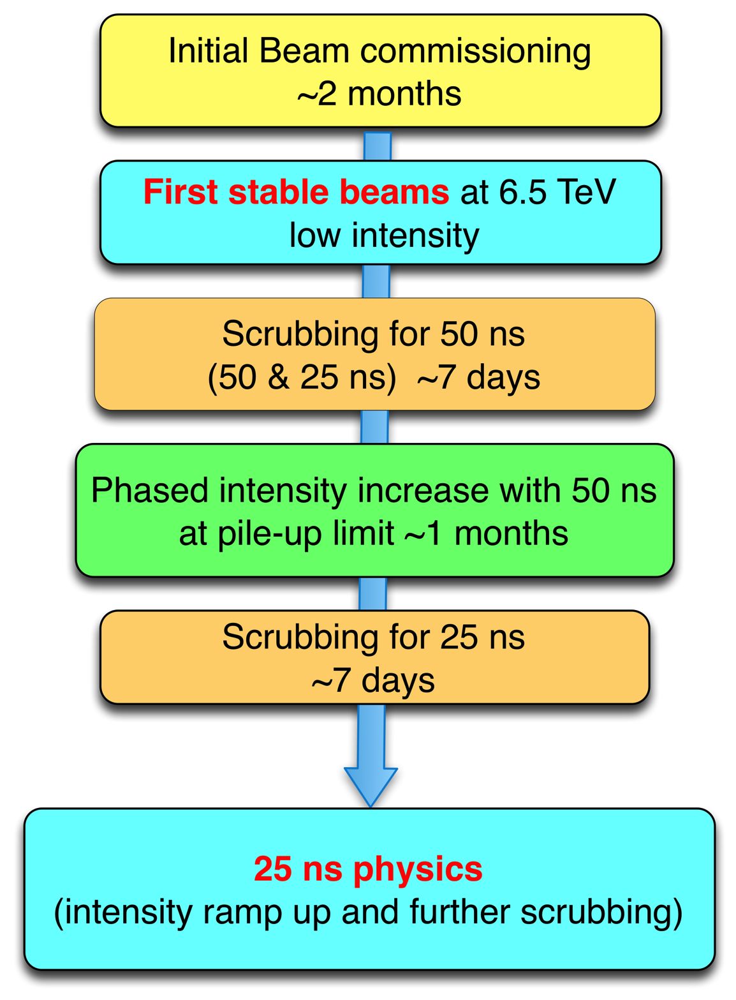 Initial Beam commissioning
~2 months
First stable beams at 6.5 TeV
low intensity
Scrubbing for 50 ns
(50 & 25 ns)  ~7 days
Phased intensity increase with 50 ns
at pile-up limit ~1 months
Scrubbing for 25 ns
~7 days
25 ns physics
(intensity ramp up and further scrubbing)